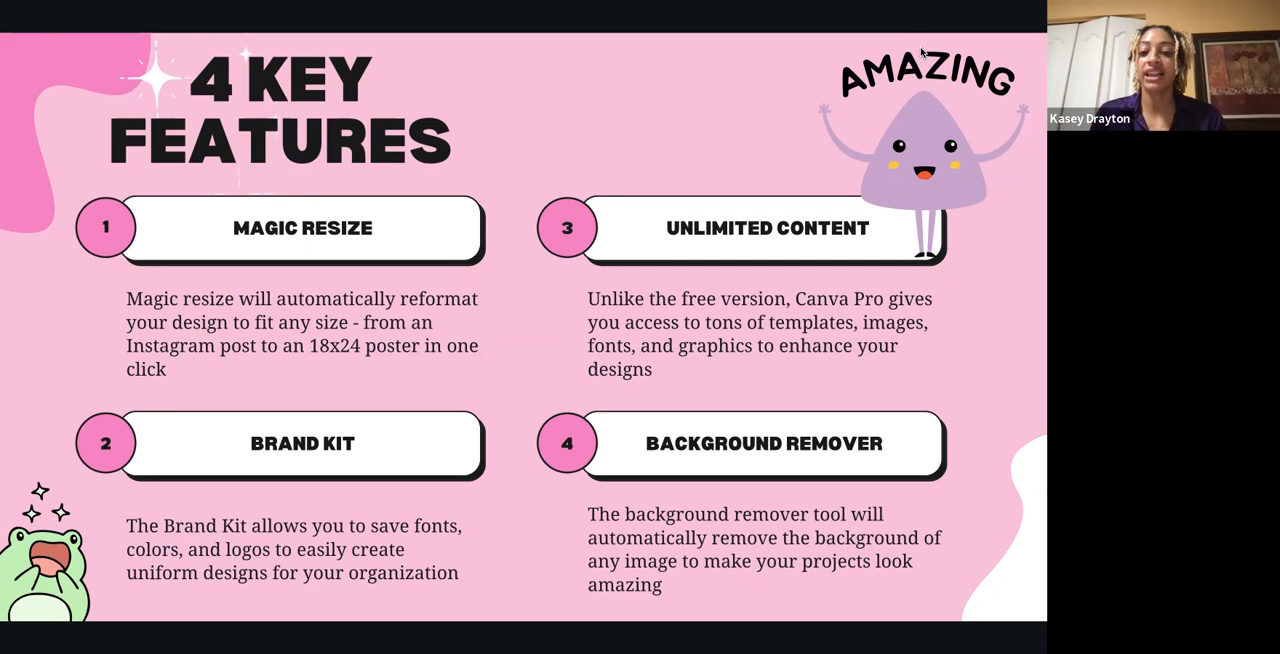 4 KEY
FEATURES
AMAZING
Kasey Drayton
1
MAGIC RESIZE
Magic resize will automatically reformat
your design to fit any size - from an
Instagram post to an 18x24 poster in one
click
2
BRAND KIT
The Brand Kit allows you to save fonts,
colors, and logos to easily create
uniform designs for your organization
3
UNLIMITED CONTENT
Unlike the free version, Canva Pro gives
you access to tons of templates, images,
fonts, and graphics to enhance your
designs
4
BACKGROUND REMOVER
The background remover tool will
automatically remove the background of
any image to make your projects look
amazing